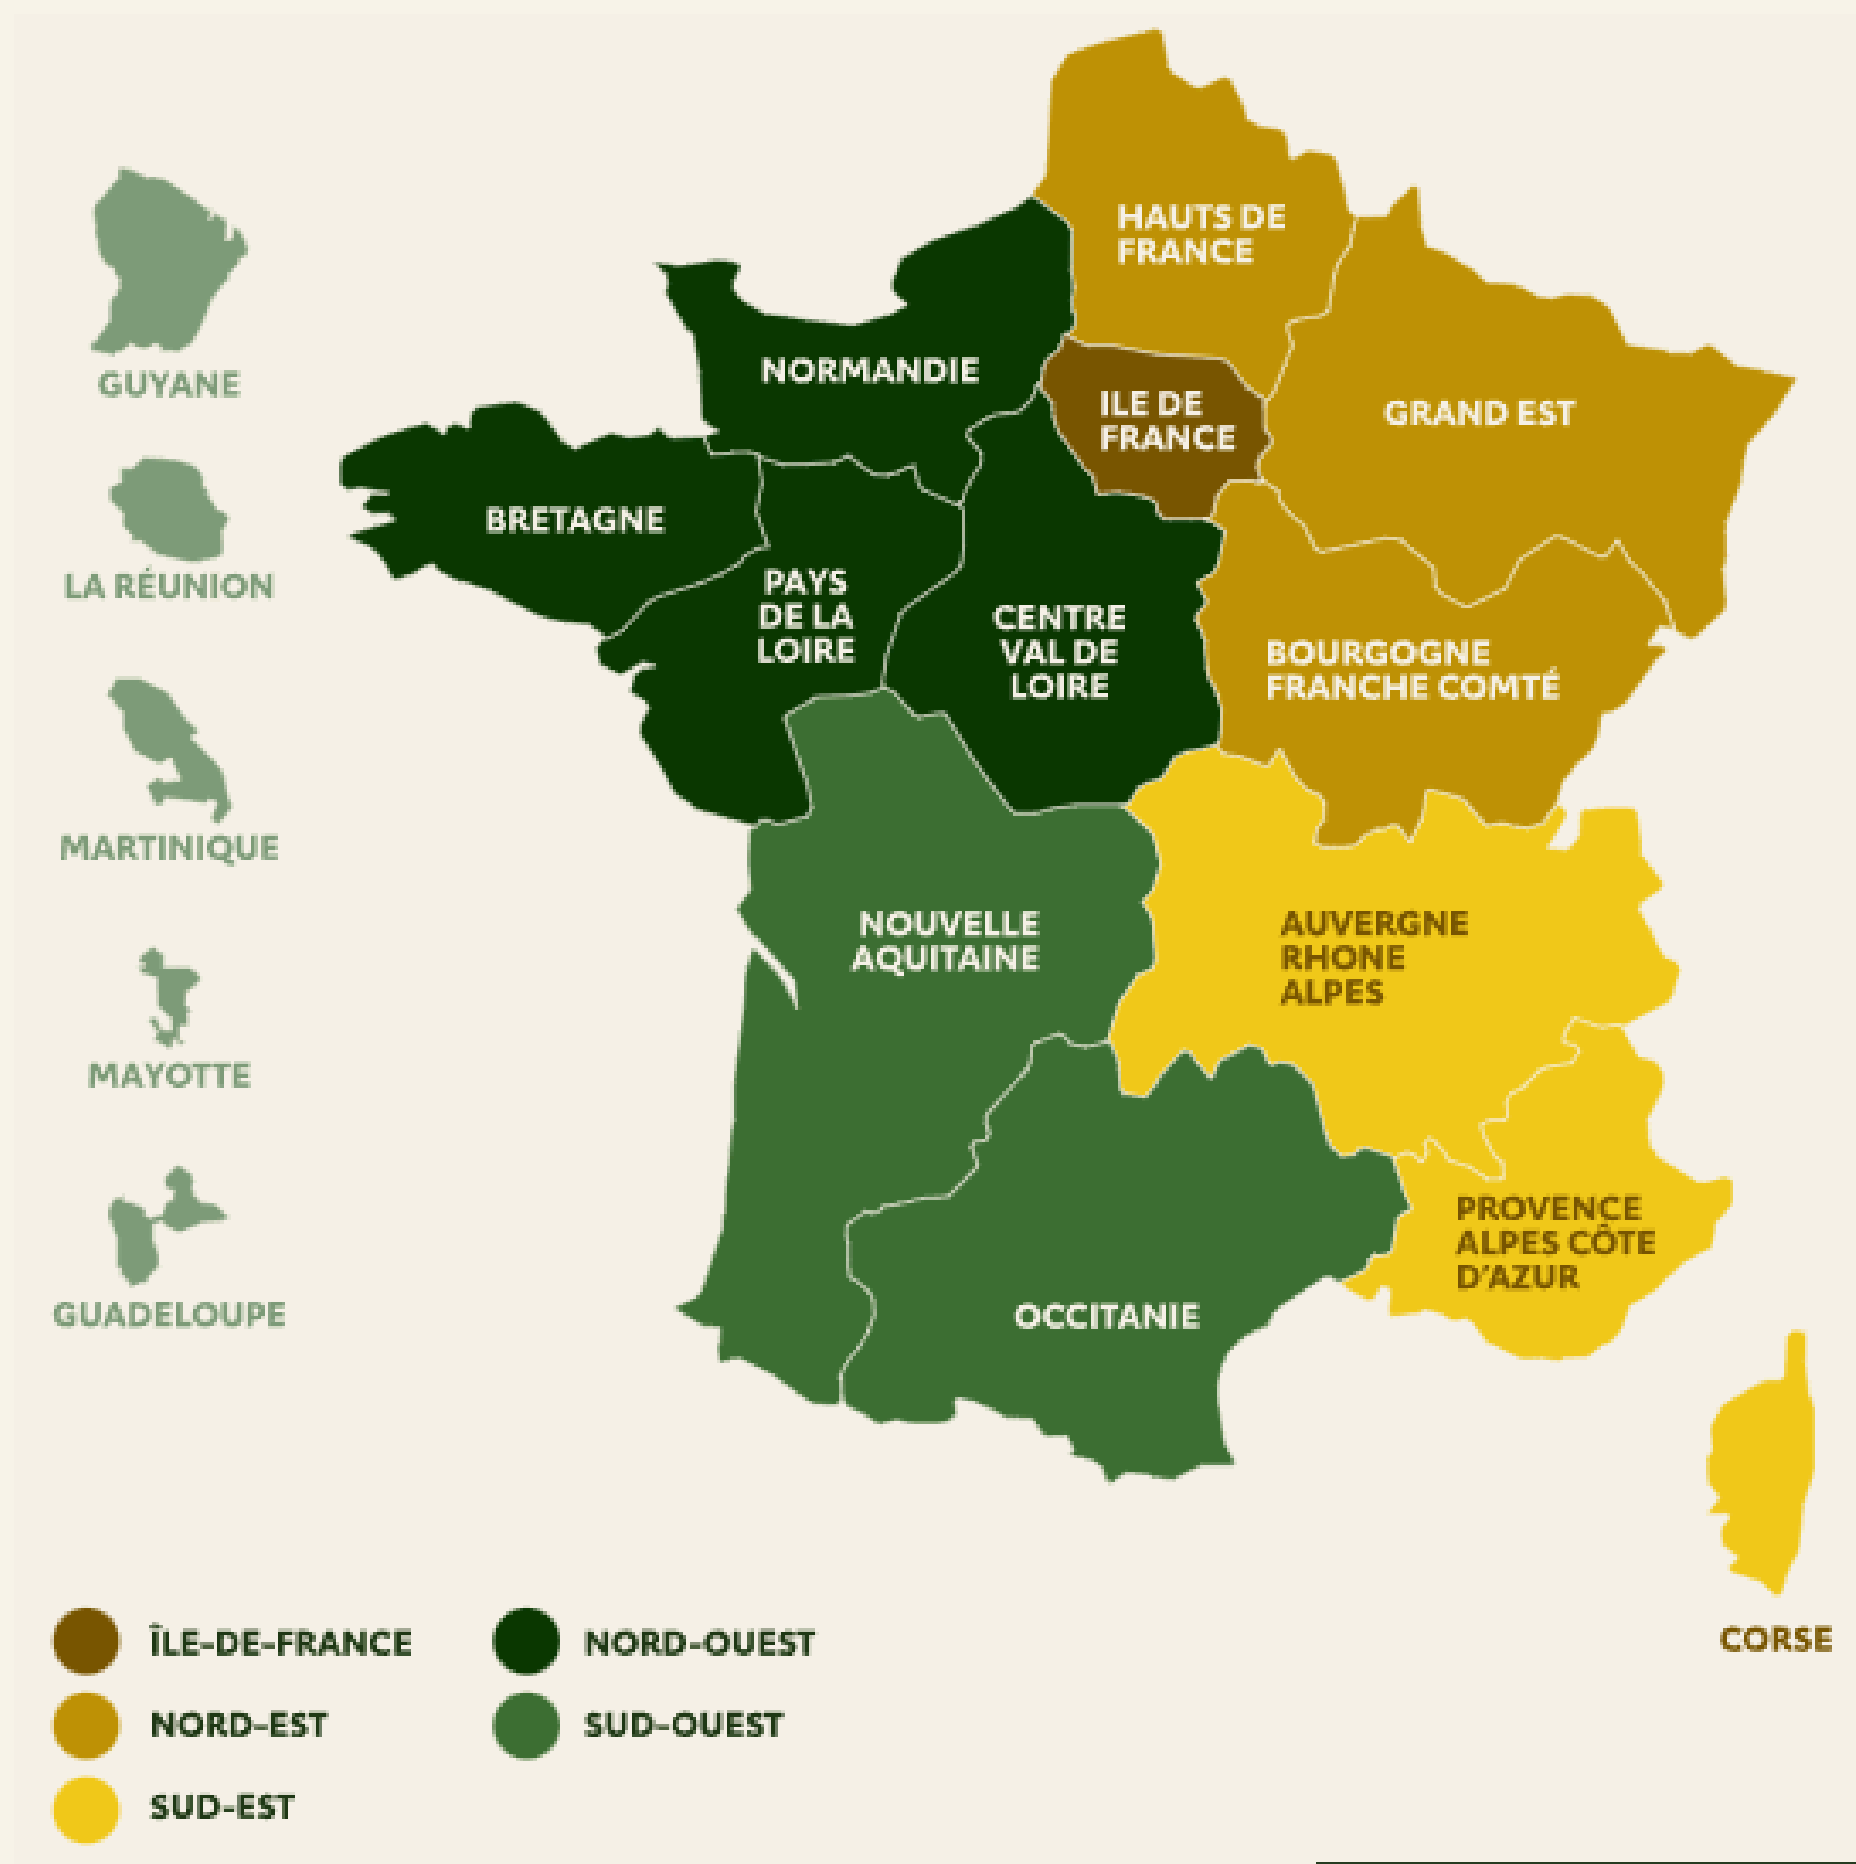 HAUTS DE
FRANCE
NORMANDIE
ILE DE
FRANCE
GRAND EST
BRETAGNE
PAYS
DE LA
LOIRE
CENTRE
VAL DE
LOIRE
BOURGOGNE
FRANCHE COMTÉ
NOUVELLE
AQUITAINE
AUVERGNE
RHONE
ALPES
OCCITANIE
PROVENCE
ALPES CÔTE
D'AZUR
CORSE
GUYANE
LA RÉUNION
MARTINIQUE
MAYOTTE
GUADELOUPE
ÎLE-DE-FRANCE
NORD-EST
SUD-EST
NORD-OUEST
SUD-OUEST